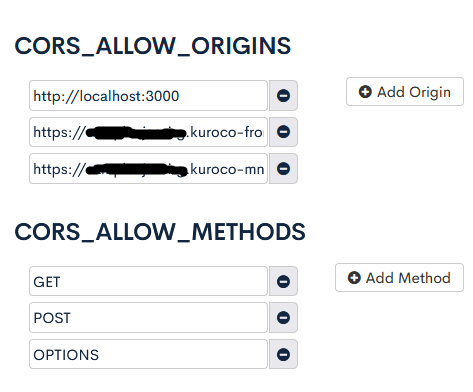 CORS_ALLOW_ORIGINS
http://localhost:3000
Add Origin
https:// .kuroco-fro
https:// .kuroco-mn
CORS_ALLOW_METHODS
GET
Add Method
POST
OPTIONS